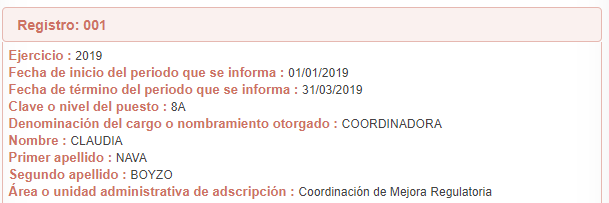 Registro: 001
Ejercicio : 2019
Fecha de inicio del periodo que se informa : 01/01/2019
Fecha de término del periodo que se informa : 31/03/2019
Clave o nivel del puesto : 8A
Denominación del cargo o nombramiento otorgado : COORDINADORA
Nombre : CLAUDIA
Primer apellido : NAVA
Segundo apellido : BOYZO
Área o unidad administrativa de adscripción : Coordinación de Mejora Regulatoria